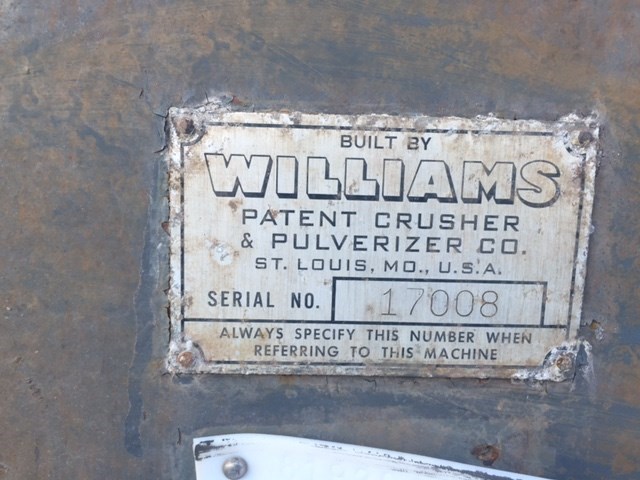 BUILT BY
WILLIAMS
PATENT CRUSHER
& PULVERIZER CO.
ST. LOUIS, MO., U.S.A.
SERIAL NO. 17008
ALWAYS SPECIFY THIS NUMBER WHEN
REFERRING TO THIS MACHINE